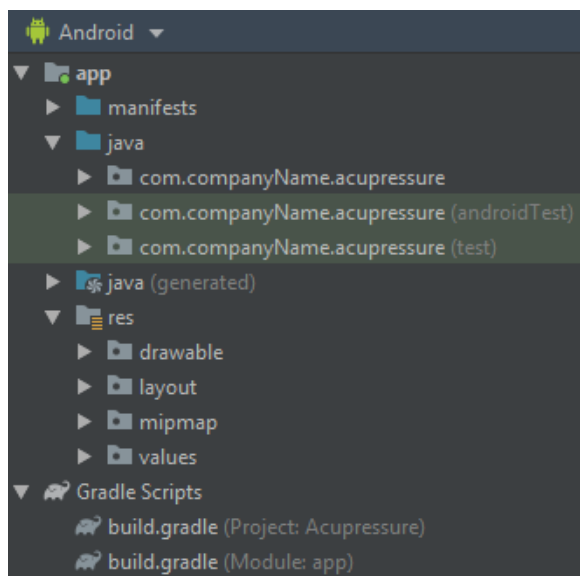 Android
app
manifests
java
com.companyName.acupressure
com.companyName.acupressure (androidTest)
com.companyName.acupressure (test)
java (generated)
res
drawable
layout
mipmap
values
Gradle Scripts
build.gradle (Project: Acupressure)
build.gradle (Module: app)